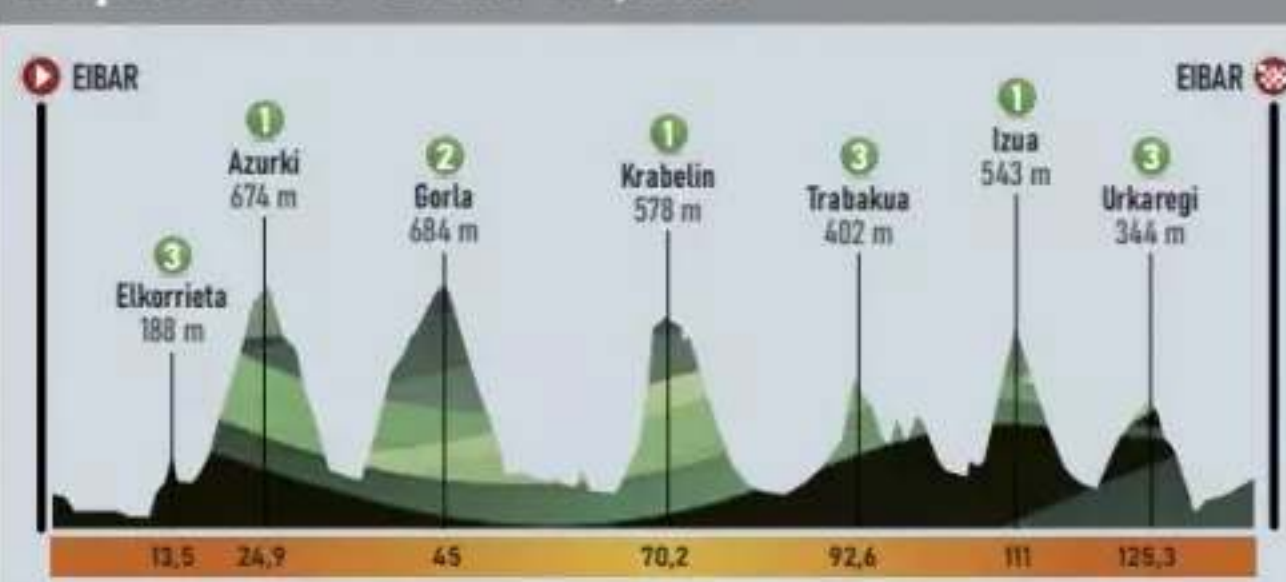 EIBAR
EIBAR
1
Azurki
674 m
2
Gorla
684 m
1
Krabelin
578 m
3
Trabakua
402 m
1
Izua
543 m
3
Urkaregi
344 m
3
Elkorrieta
188 m
13,5 24,9 45 70,2 92,6 111 125,3